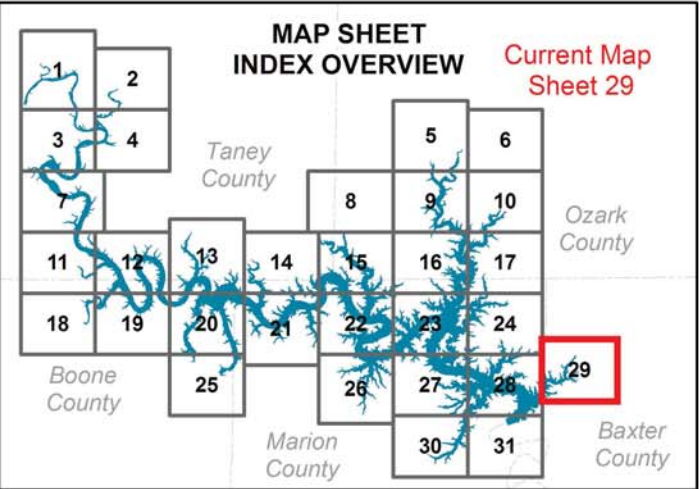 MAP SHEET
INDEX OVERVIEW
Current Map
Sheet 29
1
2
3
4
5
6
Taney
County
7
8
9
10
Ozark
County
11
12
13
14
15
16
17
18
19
20
21
22
23
24
25
26
27
28
29
Boone
County
Marion
County
30
31
Baxter
County